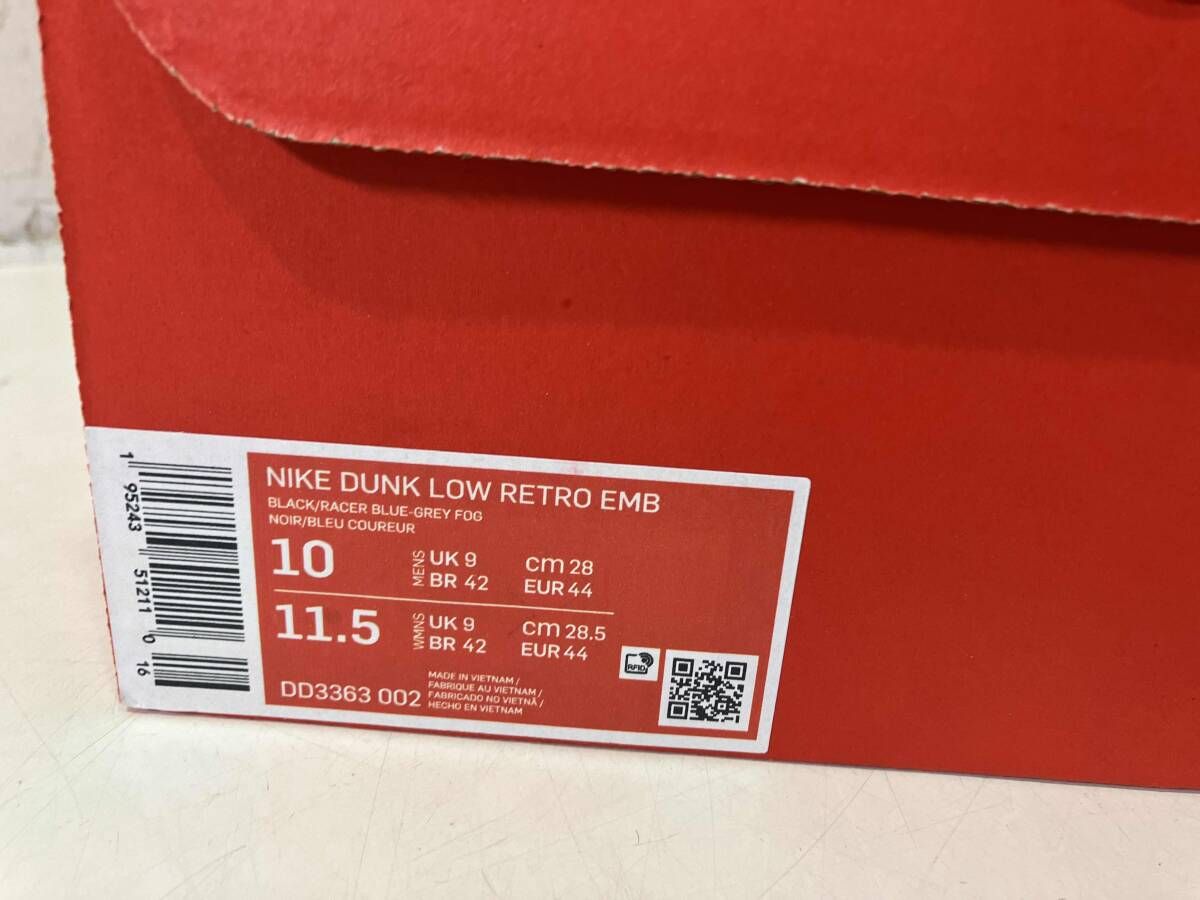 NIKE DUNK LOW RETRO EMB
BLACK/RACER BLUE-GREY FOG
NOIR/BLEU COUREUR
10 MENS UK 9 cm 28
BR 42 EUR 44
11.5 WMNS UK 9 cm 28.5
BR 42 EUR 44
DD3363 002
MADE IN VIETNAM /
FABRIQUE AU VIETNAM /
FABRICADO NO VIETNÃ /
HECHO EN VIETNAM
RFID
1 95243 51211 0 16